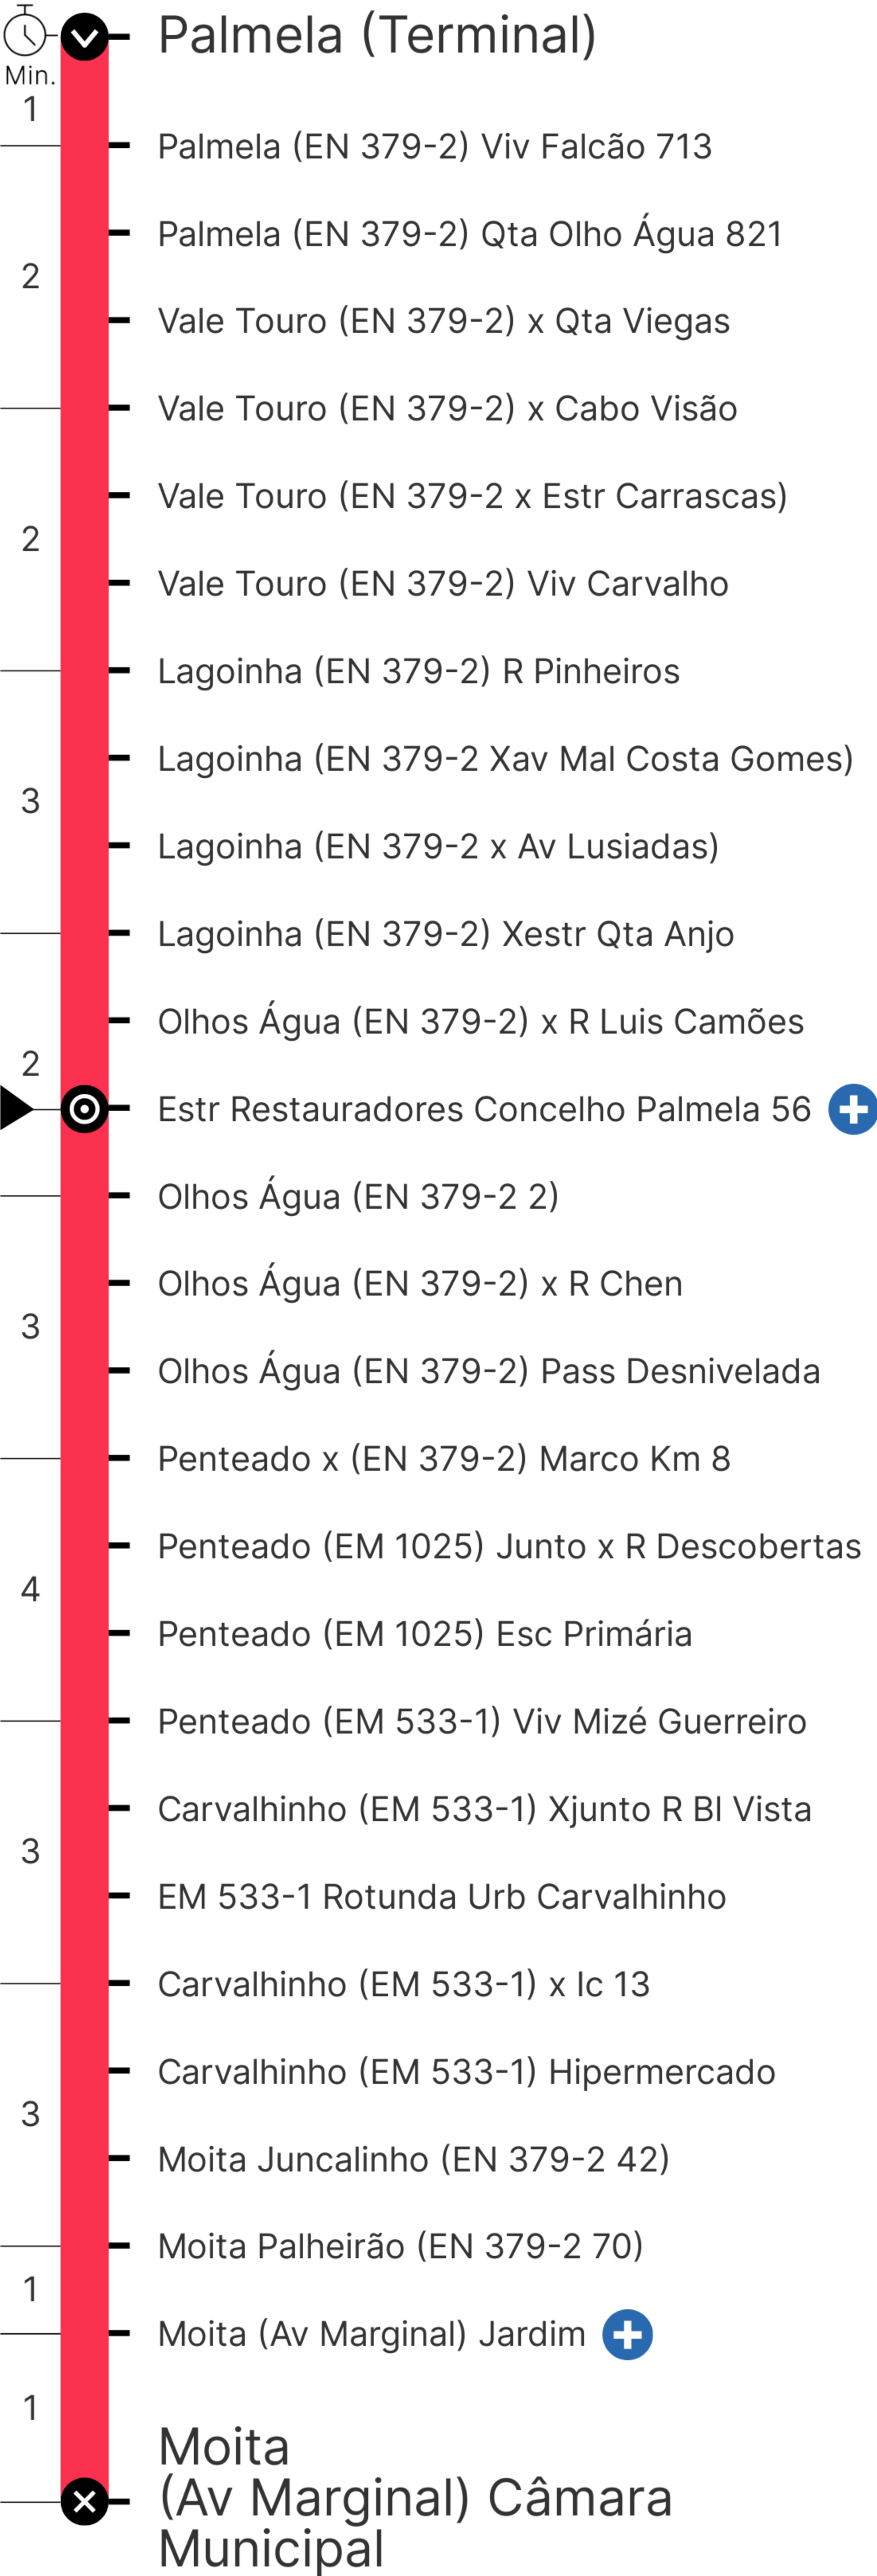 Palmela (Terminal)
Min.
1
Palmela (EN 379-2) Viv Falcão 713
Palmela (EN 379-2) Qta Olho Água 821
2
Vale Touro (EN 379-2) x Qta Viegas
Vale Touro (EN 379-2) x Cabo Visão
Vale Touro (EN 379-2 x Estr Carrascas)
2
Vale Touro (EN 379-2) Viv Carvalho
Lagoinha (EN 379-2) R Pinheiros
Lagoinha (EN 379-2 Xav Mal Costa Gomes)
3
Lagoinha (EN 379-2 x Av Lusiadas)
Lagoinha (EN 379-2) Xestr Qta Anjo
Olhos Água (EN 379-2) x R Luis Camões
2
Estr Restauradores Concelho Palmela 56
Olhos Água (EN 379-2 2)
Olhos Água (EN 379-2) x R Chen
3
Olhos Água (EN 379-2) Pass Desnivelada
Penteado x (EN 379-2) Marco Km 8
Penteado (EM 1025) Junto x R Descobertas
4
Penteado (EM 1025) Esc Primária
Penteado (EM 533-1) Viv Mizé Guerreiro
Carvalhinho (EM 533-1) Xjunto R Bl Vista
3
EM 533-1 Rotunda Urb Carvalhinho
Carvalhinho (EM 533-1) x Ic 13
Carvalhinho (EM 533-1) Hipermercado
3
Moita Juncalinho (EN 379-2 42)
Moita Palheirão (EN 379-2 70)
1
Moita (Av Marginal) Jardim
1
Moita
(Av Marginal) Câmara
Municipal